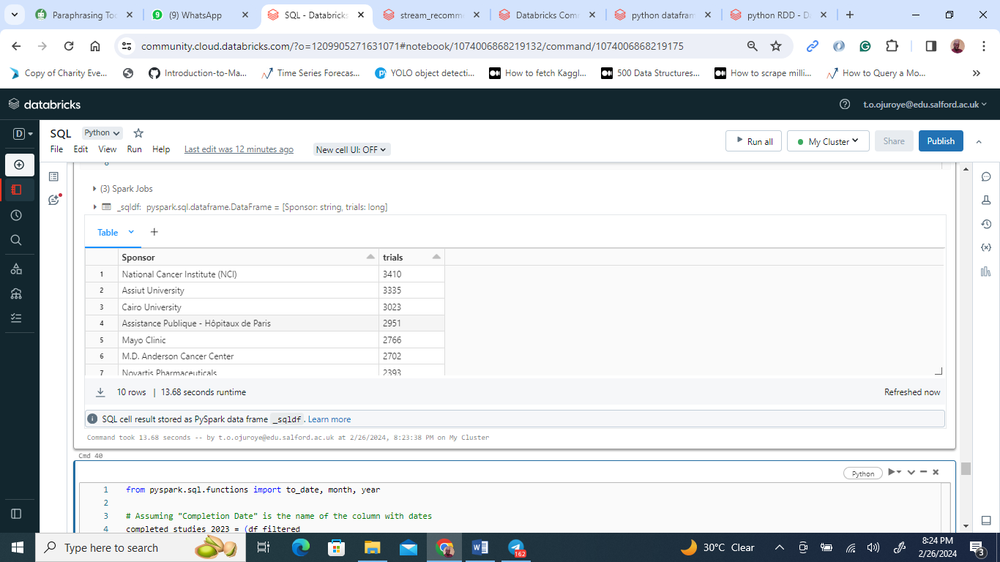 Paraphrasing Too
(9) WhatsApp
SQL - Databricks
stream_recomm
Databricks Com
python datafram
python RDD - Da
community.cloud.databricks.com/?o=1209905271631071#notebook/1074006868219132/command/1074006868219175
Copy of Charity Eve...
Introduction-to-Ma...
Time Series Forecas...
YOLO object detecti...
How to fetch Kaggl...
500 Data Structures...
How to scrape milli...
How to Query a Mo...
databricks
t.o.ojuroye@edu.salford.ac.uk
D
SQL
Python
File
Edit
View
Run
Help
Last edit was 12 minutes ago
New cell UI: OFF
Run all
My Cluster
Share
Publish
8
(3) Spark Jobs
_sqldf: pyspark.sql.dataframe.DataFrame = [Sponsor: string, trials: long]
Table
+
Sponsor
trials
1 National Cancer Institute (NCI) 3410
2 Assiut University 3335
3 Cairo University 3023
4 Assistance Publique - Hôpitaux de Paris 2951
5 Mayo Clinic 2766
6 M.D. Anderson Cancer Center 2702
7 Novartis Pharmaceuticals 2393
10 rows | 13.68 seconds runtime
Refreshed now
SQL cell result stored as PySpark data frame _sqldf. Learn more
Command took 13.68 seconds -- by t.o.ojuroye@edu.salford.ac.uk at 2/26/2024, 8:23:38 PM on My Cluster
Cmd 40
Python
1 from pyspark.sql.functions import to_date, month, year
2
3 # Assuming "Completion Date" is the name of the column with dates
4 completed_studies_2023 = (df_filtered
Type here to search
162
30°C Clear
8:24 PM
2/26/2024
3